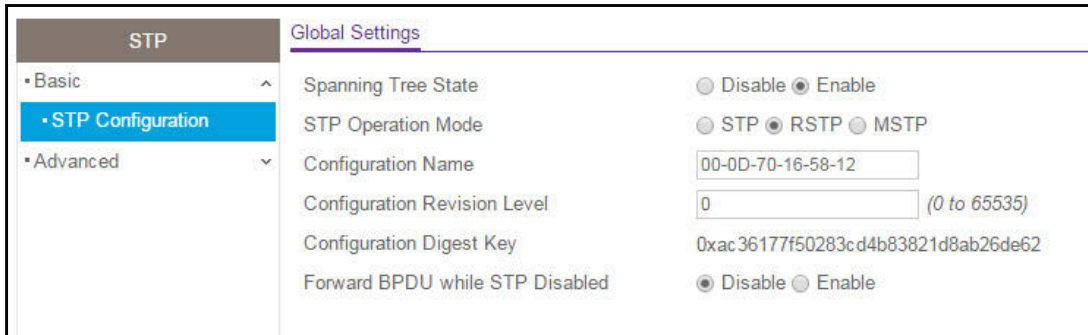 STP
Global Settings
Basic
Spanning Tree State Disable Enable
STP Configuration
STP Operation Mode STP RSTP MSTP
Advanced
Configuration Name 00-0D-70-16-58-12
Configuration Revision Level 0 (0 to 65535)
Configuration Digest Key 0xac36177f50283cd4b83821d8ab26de62
Forward BPDU while STP Disabled Disable Enable